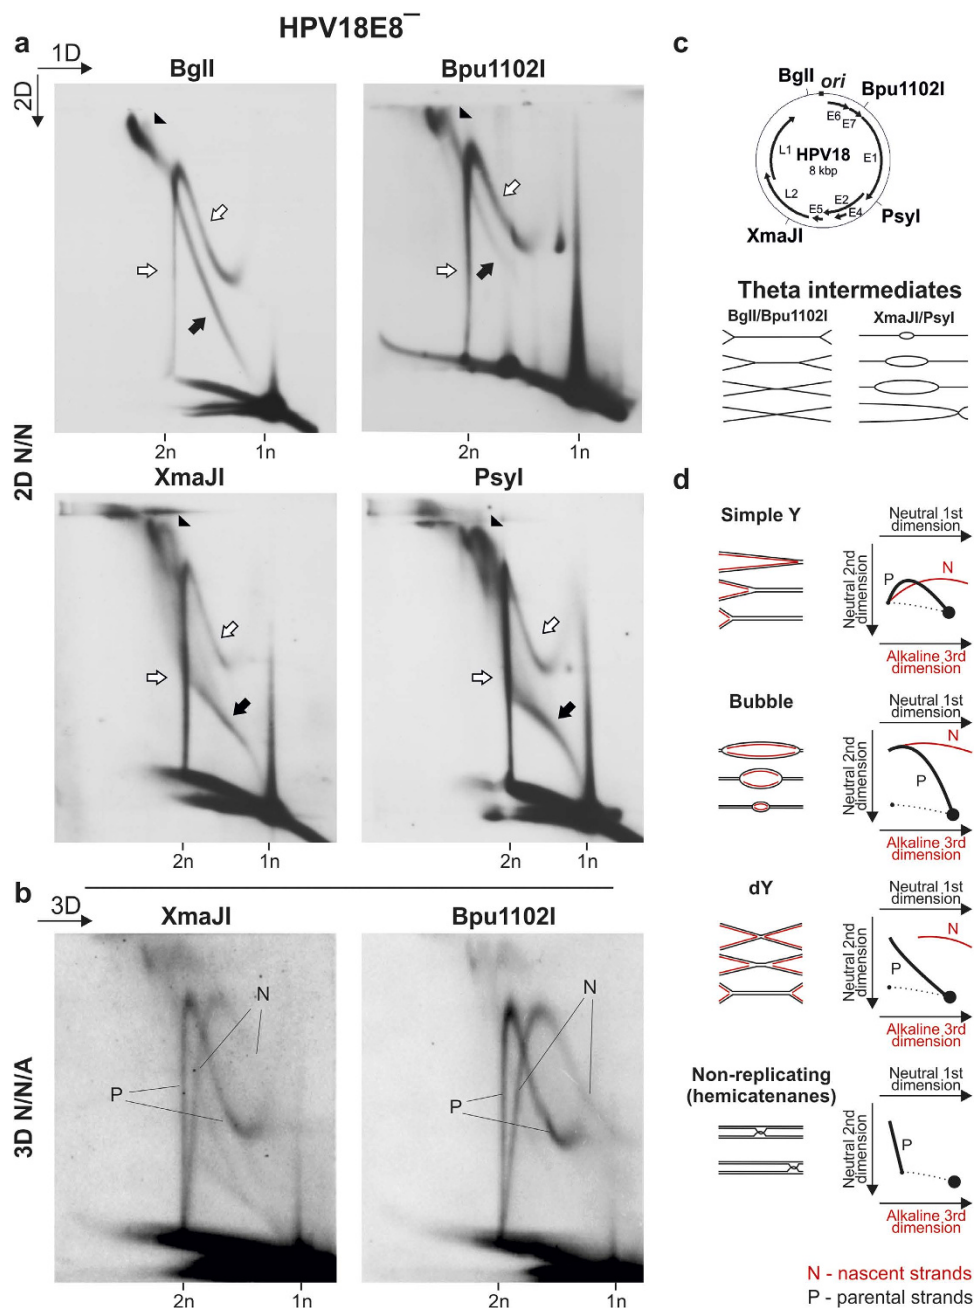 HPV18E8⁻
a
1D
2D
BglI
Bpu1102I
2n
1n
2n
1n
2D N/N
XmaJI
PsyI
2n
1n
2n
1n
b
3D
XmaJI
Bpu1102I
3D N/N/A
N
P
N
P
2n
1n
2n
1n
c
BglI
ori
Bpu1102I
E6
E7
L1
HPV18
8 kbp
E1
L2
E5
E2
E4
PsyI
XmaJI
Theta intermediates
BglI/Bpu1102I
XmaJI/PsyI
d
Simple Y
Neutral 1st
dimension
Neutral 2nd
dimension
P
N
Alkaline 3rd
dimension
Bubble
Neutral 1st
dimension
Neutral 2nd
dimension
N
P
Alkaline 3rd
dimension
dY
Neutral 1st
dimension
Neutral 2nd
dimension
N
P
Alkaline 3rd
dimension
Non-replicating
(hemicatenanes)
Neutral 1st
dimension
Neutral 2nd
dimension
P
Alkaline 3rd
dimension
N - nascent strands
P - parental strands